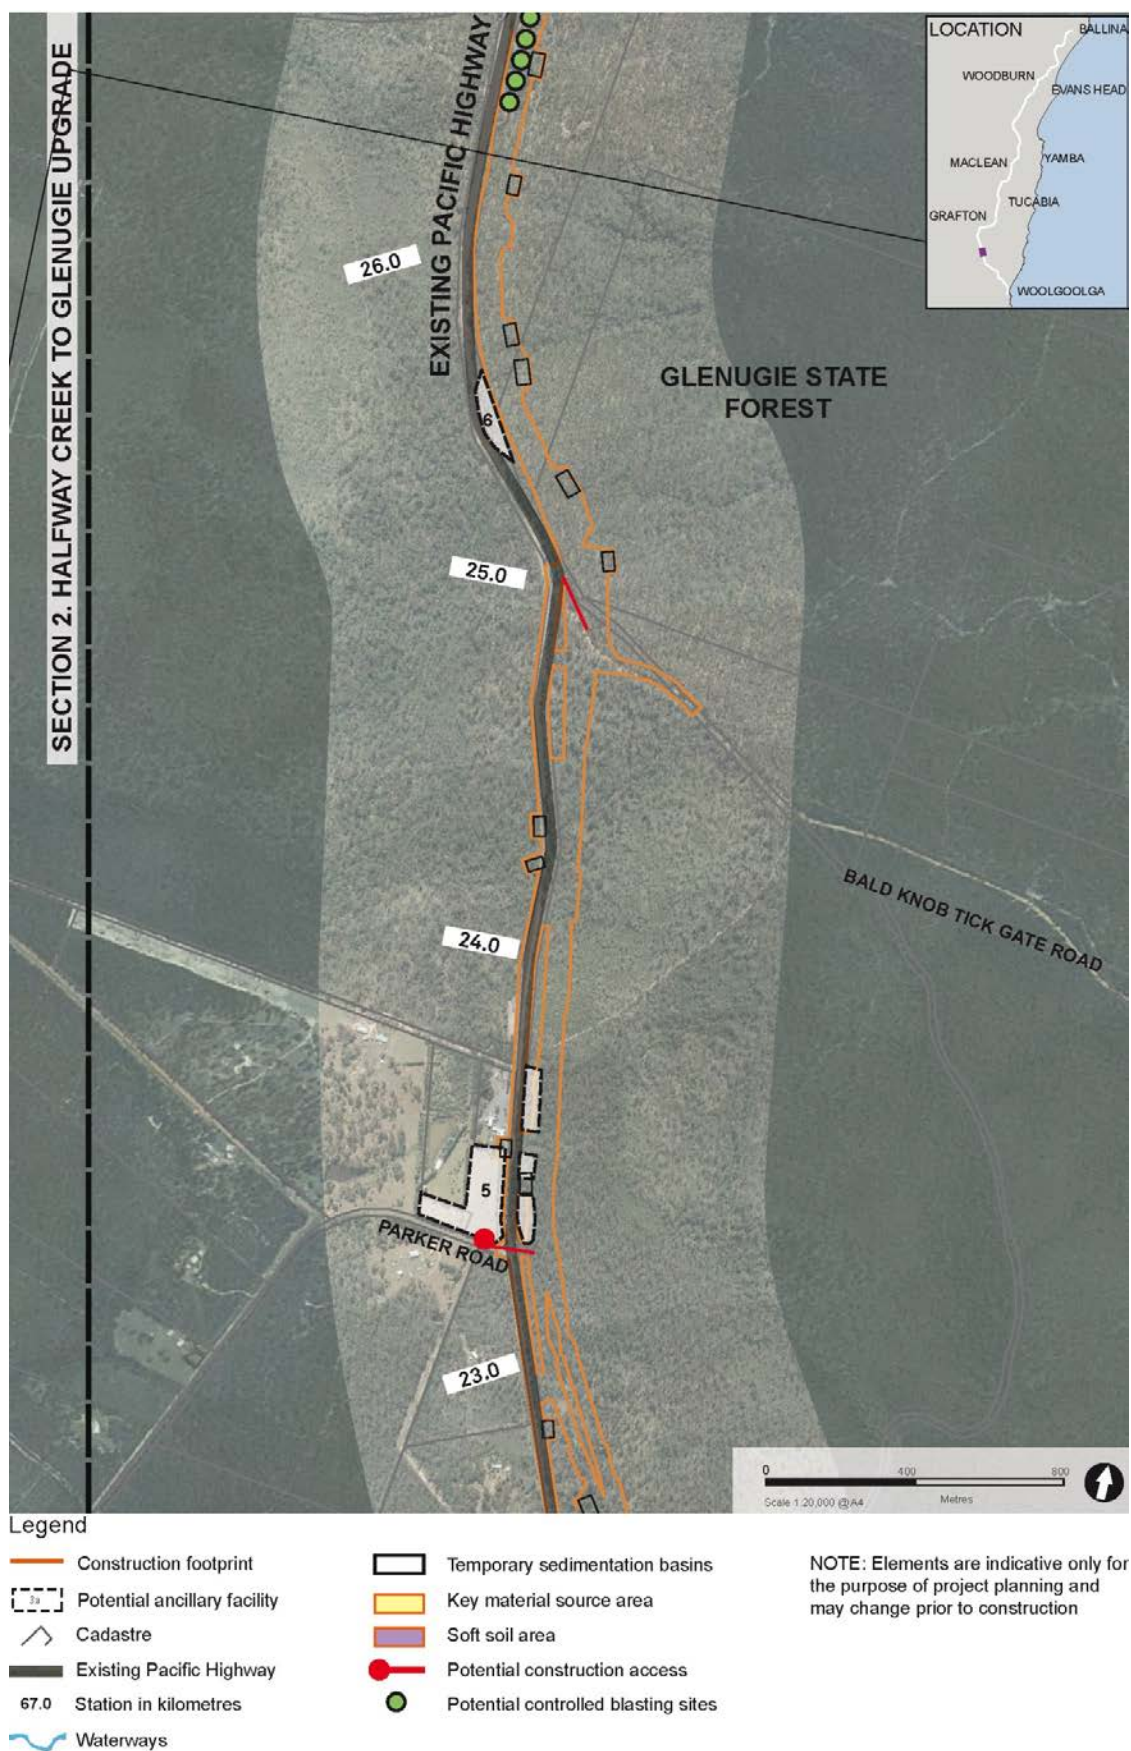 SECTION 2. HALFWAY CREEK TO GLENUGIE UPGRADE
EXISTING PACIFIC HIGHWAY
LOCATION
BALLINA
WOODBURN
EVANS HEAD
MACLEAN
YAMBA
TUCABIA
GRAFTON
WOOLGOOLGA
26.0
GLENUGIE STATE
FOREST
6
25.0
BALD KNOB TICK GATE ROAD
24.0
5
PARKER ROAD
23.0
0 400 800
Scale 1:20,000 @A4 Metres
Legend
Construction footprint
3a Potential ancillary facility
Cadastre
Existing Pacific Highway
67.0 Station in kilometres
Waterways
Temporary sedimentation basins
Key material source area
Soft soil area
Potential construction access
Potential controlled blasting sites
NOTE: Elements are indicative only for
the purpose of project planning and
may change prior to construction